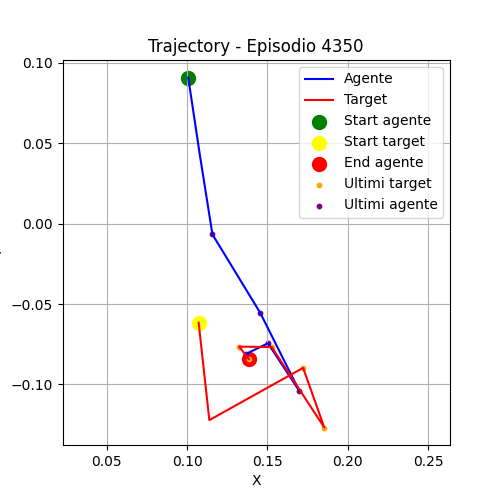 Trajectory - Episodio 4350
0.10
0.05
0.00
−0.05
−0.10
Agente
Target
Start agente
Start target
End agente
Ultimi target
Ultimi agente
0.05
0.10
0.15
0.20
0.25
X